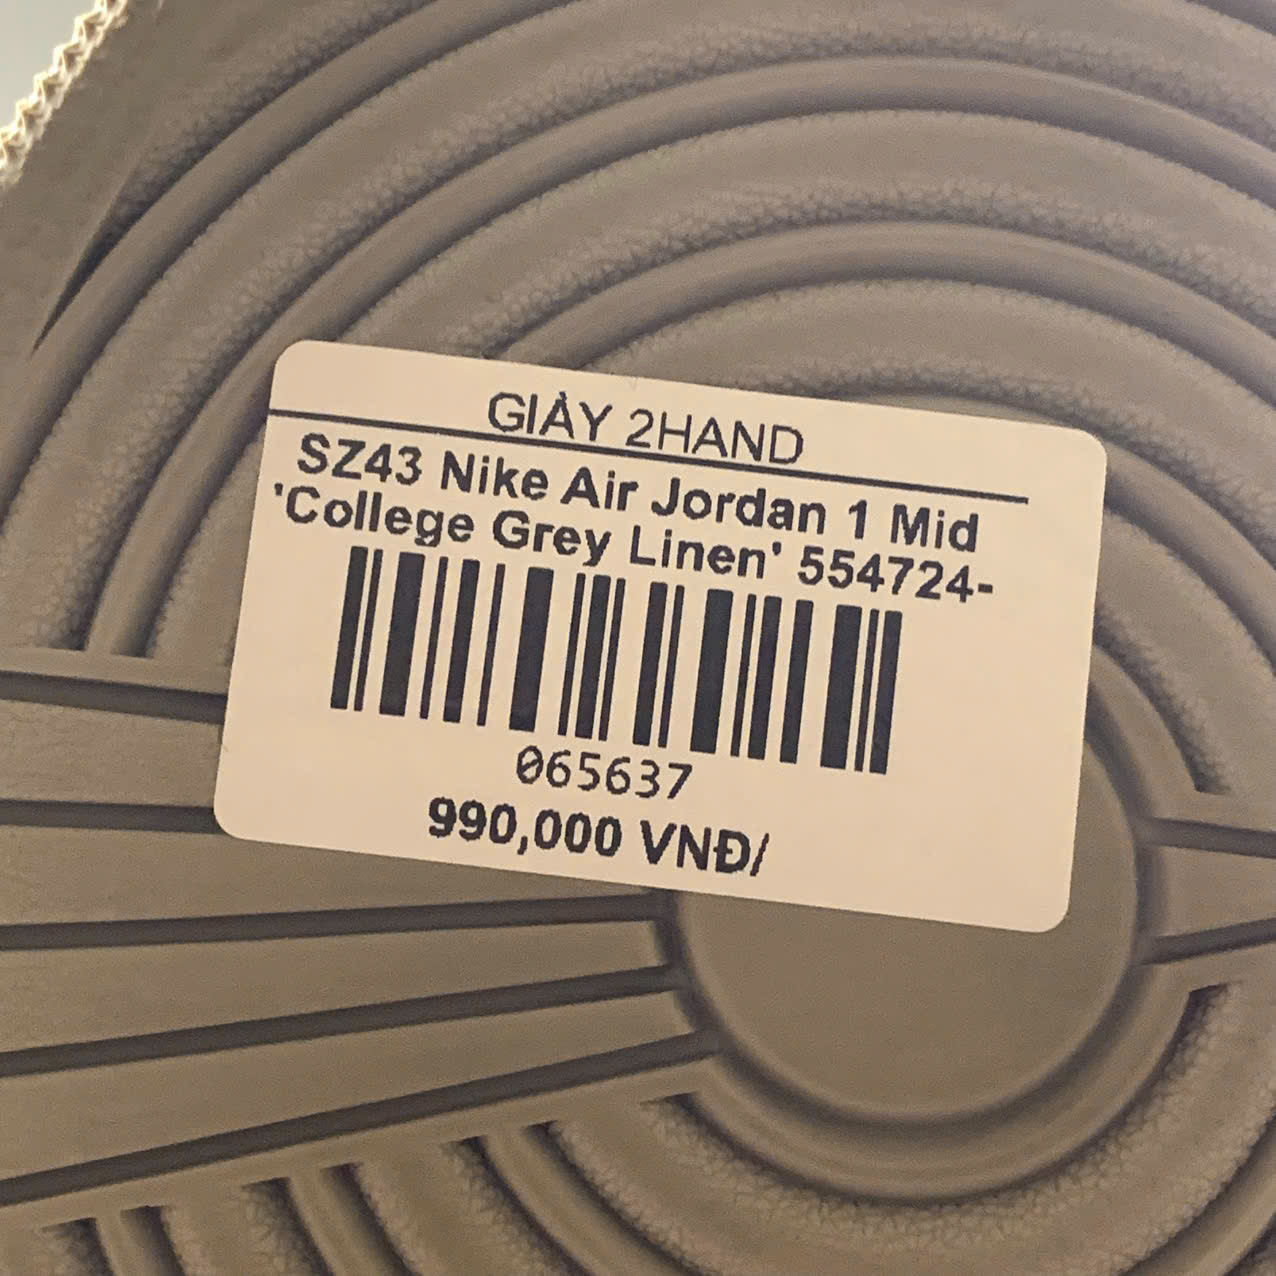 GIÀY 2HAND
SZ43 Nike Air Jordan 1 Mid
'College Grey Linen' 554724-
065637
990,000 VNĐ/